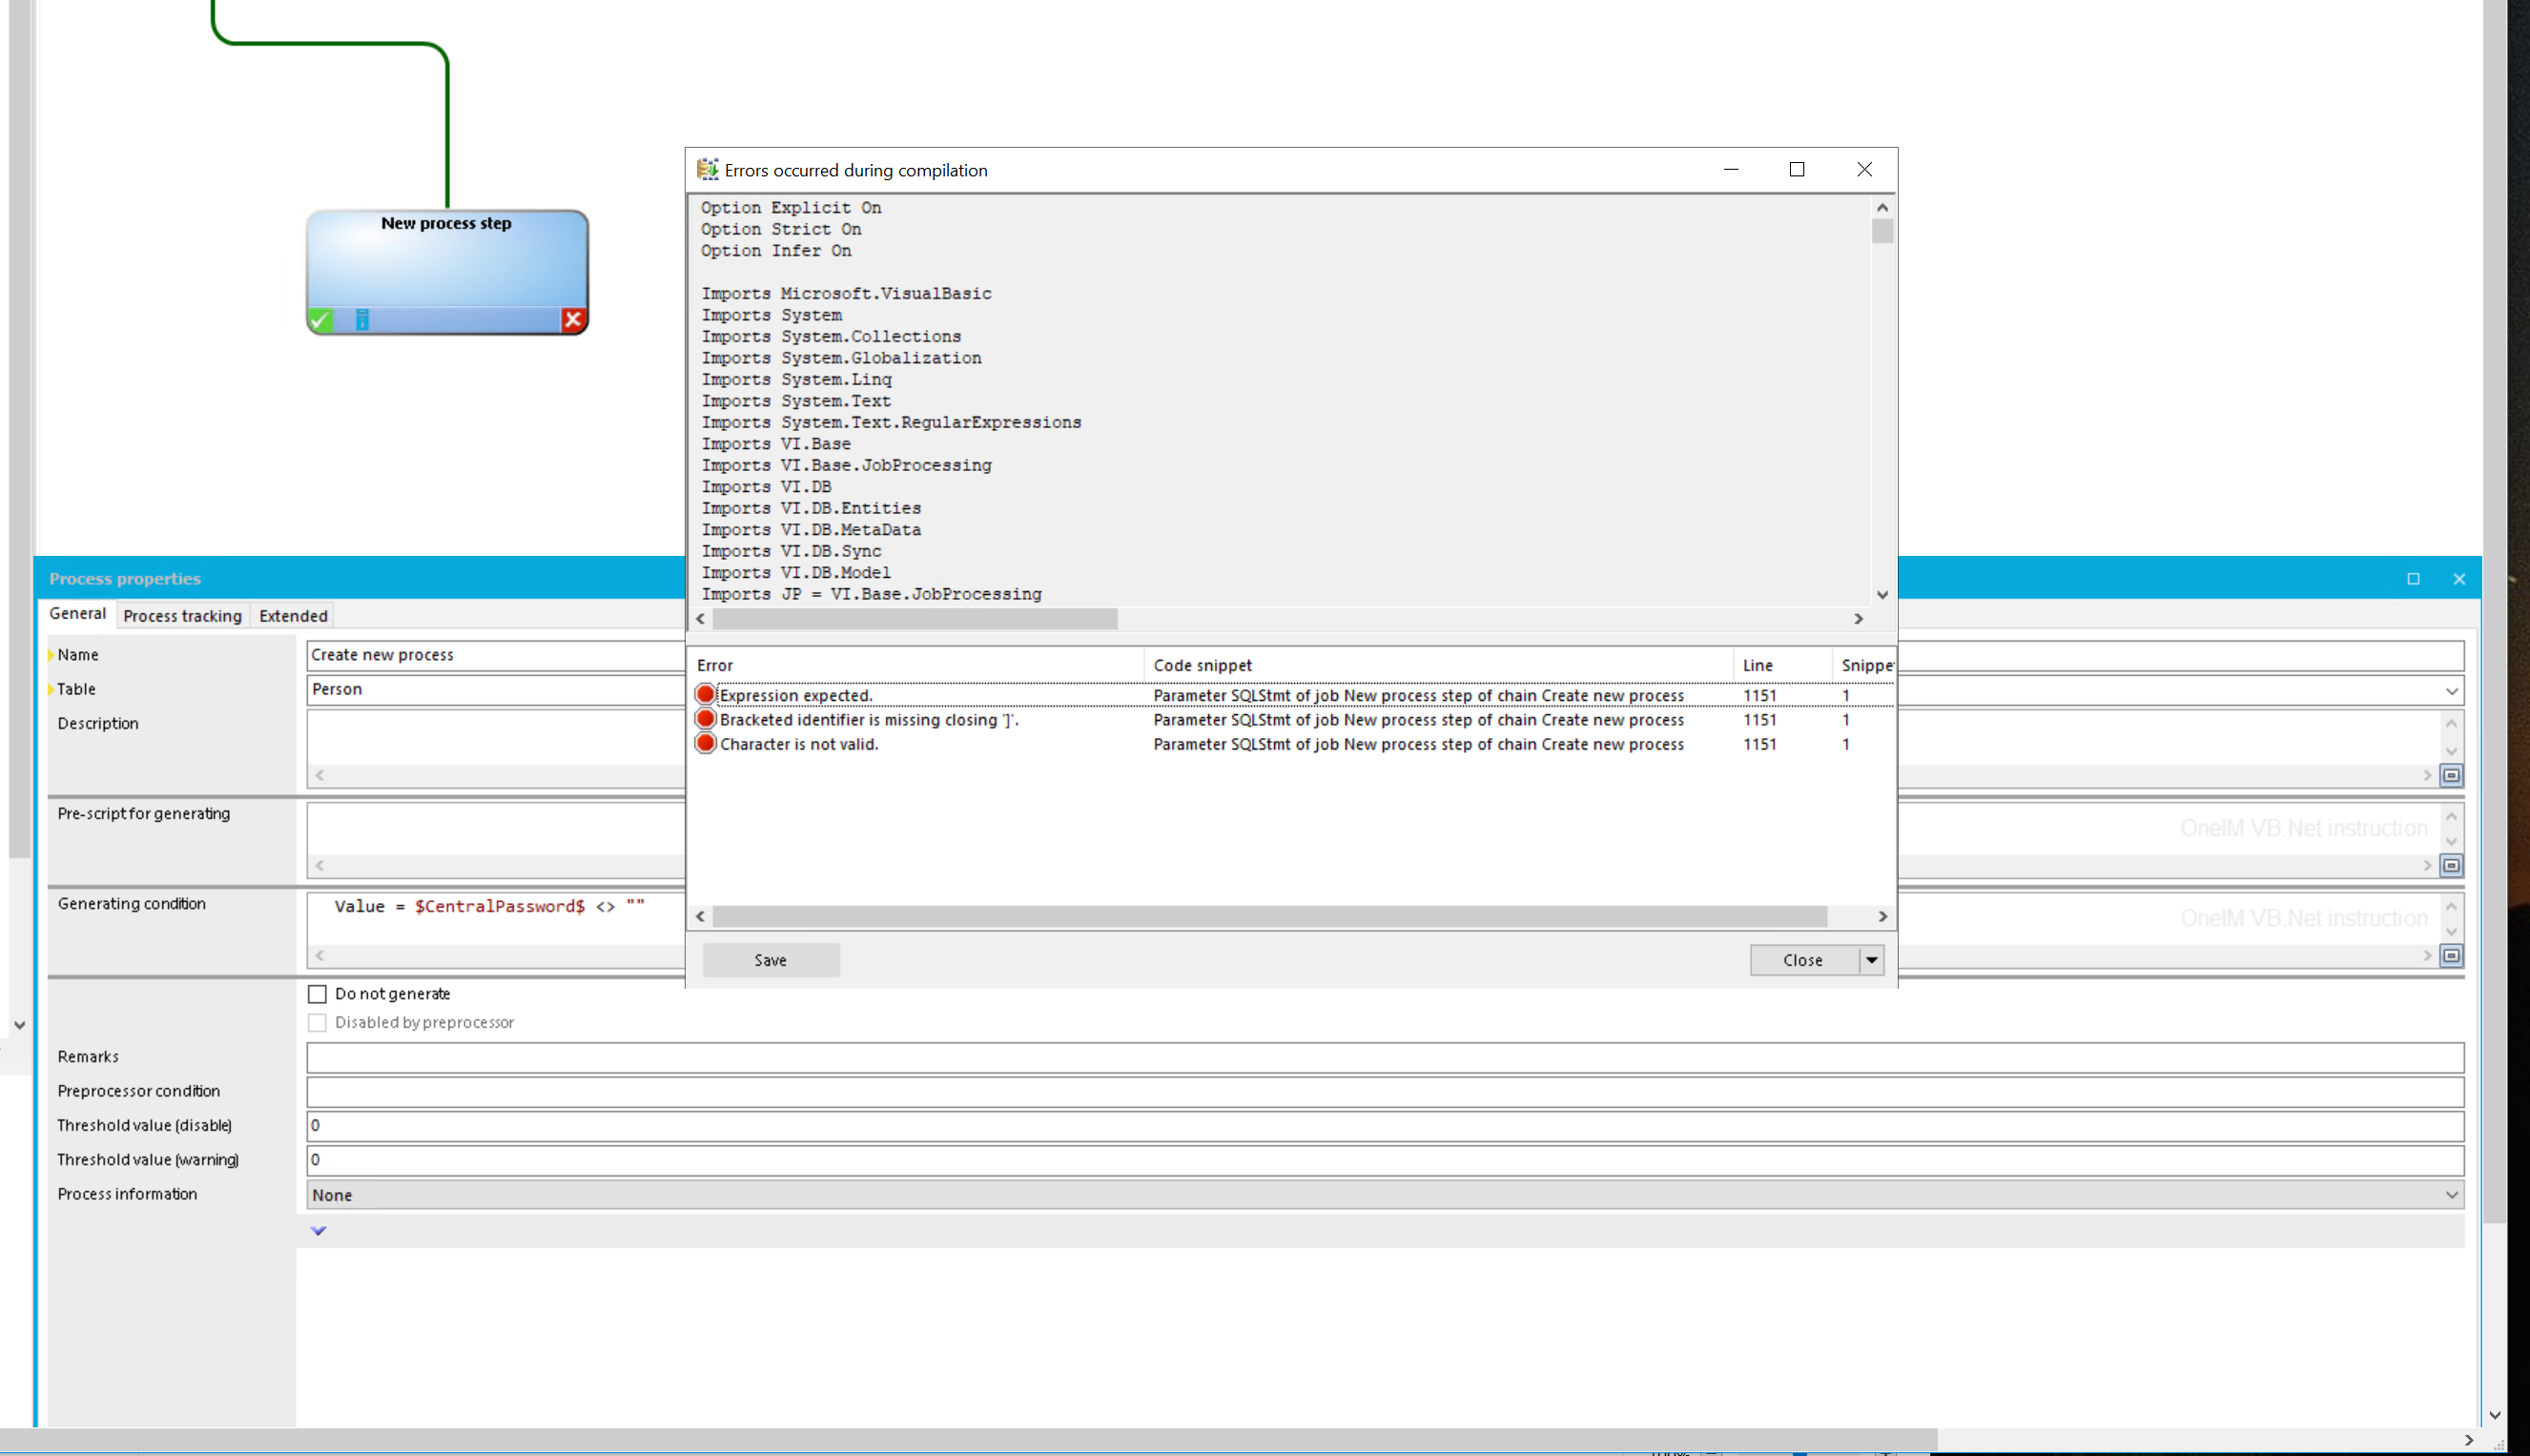 New process step
Errors occurred during compilation
Option Explicit On
Option Strict On
Option Infer On
Imports Microsoft.VisualBasic
Imports System
Imports System.Collections
Imports System.Globalization
Imports System.Linq
Imports System.Text
Imports System.Text.RegularExpressions
Imports VI.Base
Imports VI.Base.JobProcessing
Imports VI.DB
Imports VI.DB.Entities
Imports VI.DB.MetaData
Imports VI.DB.Sync
Imports VI.DB.Model
Imports JP = VI.Base.JobProcessing
Error Code snippet Line Snippe
Expression expected. Parameter SQLStmt of job New process step of chain Create new process 1151 1
Bracketed identifier is missing closing ']'. Parameter SQLStmt of job New process step of chain Create new process 1151 1
Character is not valid. Parameter SQLStmt of job New process step of chain Create new process 1151 1
Save Close
Process properties
General Process tracking Extended
Name Create new process
Table Person
Description
Pre-script for generating OneIM VB.Net instruction
Generating condition Value = $CentralPassword$ <> "" OneIM VB.Net instruction
Do not generate
Disabled by preprocessor
Remarks
Preprocessor condition
Threshold value (disable) 0
Threshold value (warning) 0
Process information None